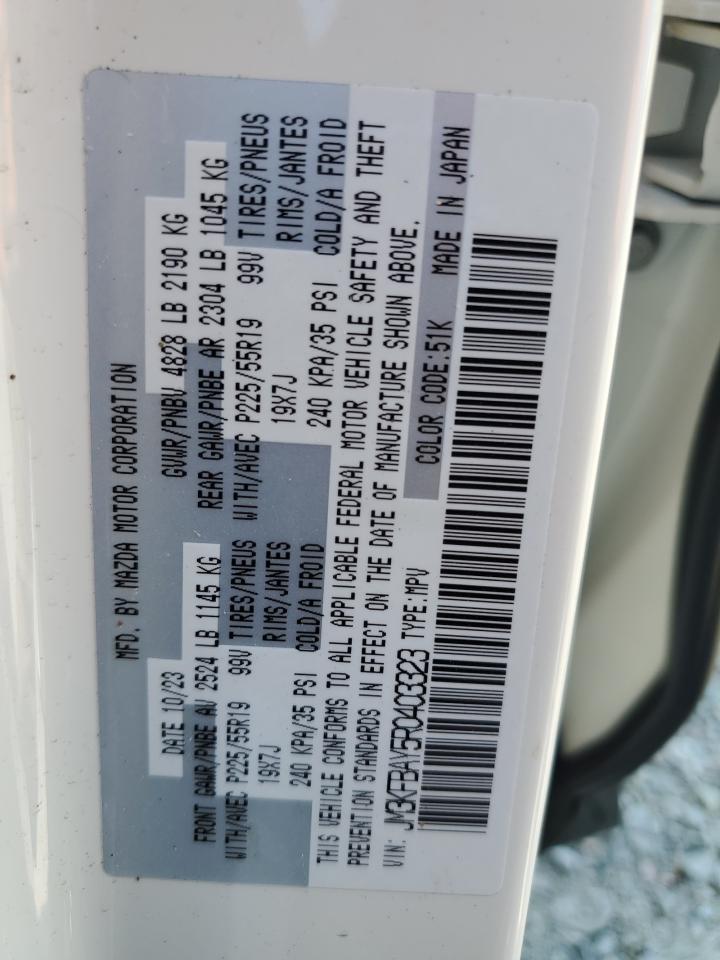 MFD. BY MAZDA MOTOR CORPORATION
DATE 10/23 GVWR/PNBV 4828 LB 2190 KG
FRONT GAWR/PNBE AV 2524 LB 1145 KG REAR GAWR/PNBE AR 2304 LB 1045 KG
WITH/AVEC P225/55R19 99V TIRES/PNEUS WITH/AVEC P225/55R19 99V TIRES/PNEUS
19X7J RIMS/JANTES 19X7J RIMS/JANTES
240 KPA/35 PSI COLD/A FROID 240 KPA/35 PSI COLD/A FROID
THIS VEHICLE CONFORMS TO ALL APPLICABLE FEDERAL MOTOR VEHICLE SAFETY AND THEFT
PREVENTION STANDARDS IN EFFECT ON THE DATE OF MANUFACTURE SHOWN ABOVE.
VIN: JM3KFBAY5R0403323 TYPE:MPV COLOR CODE:51K MADE IN JAPAN